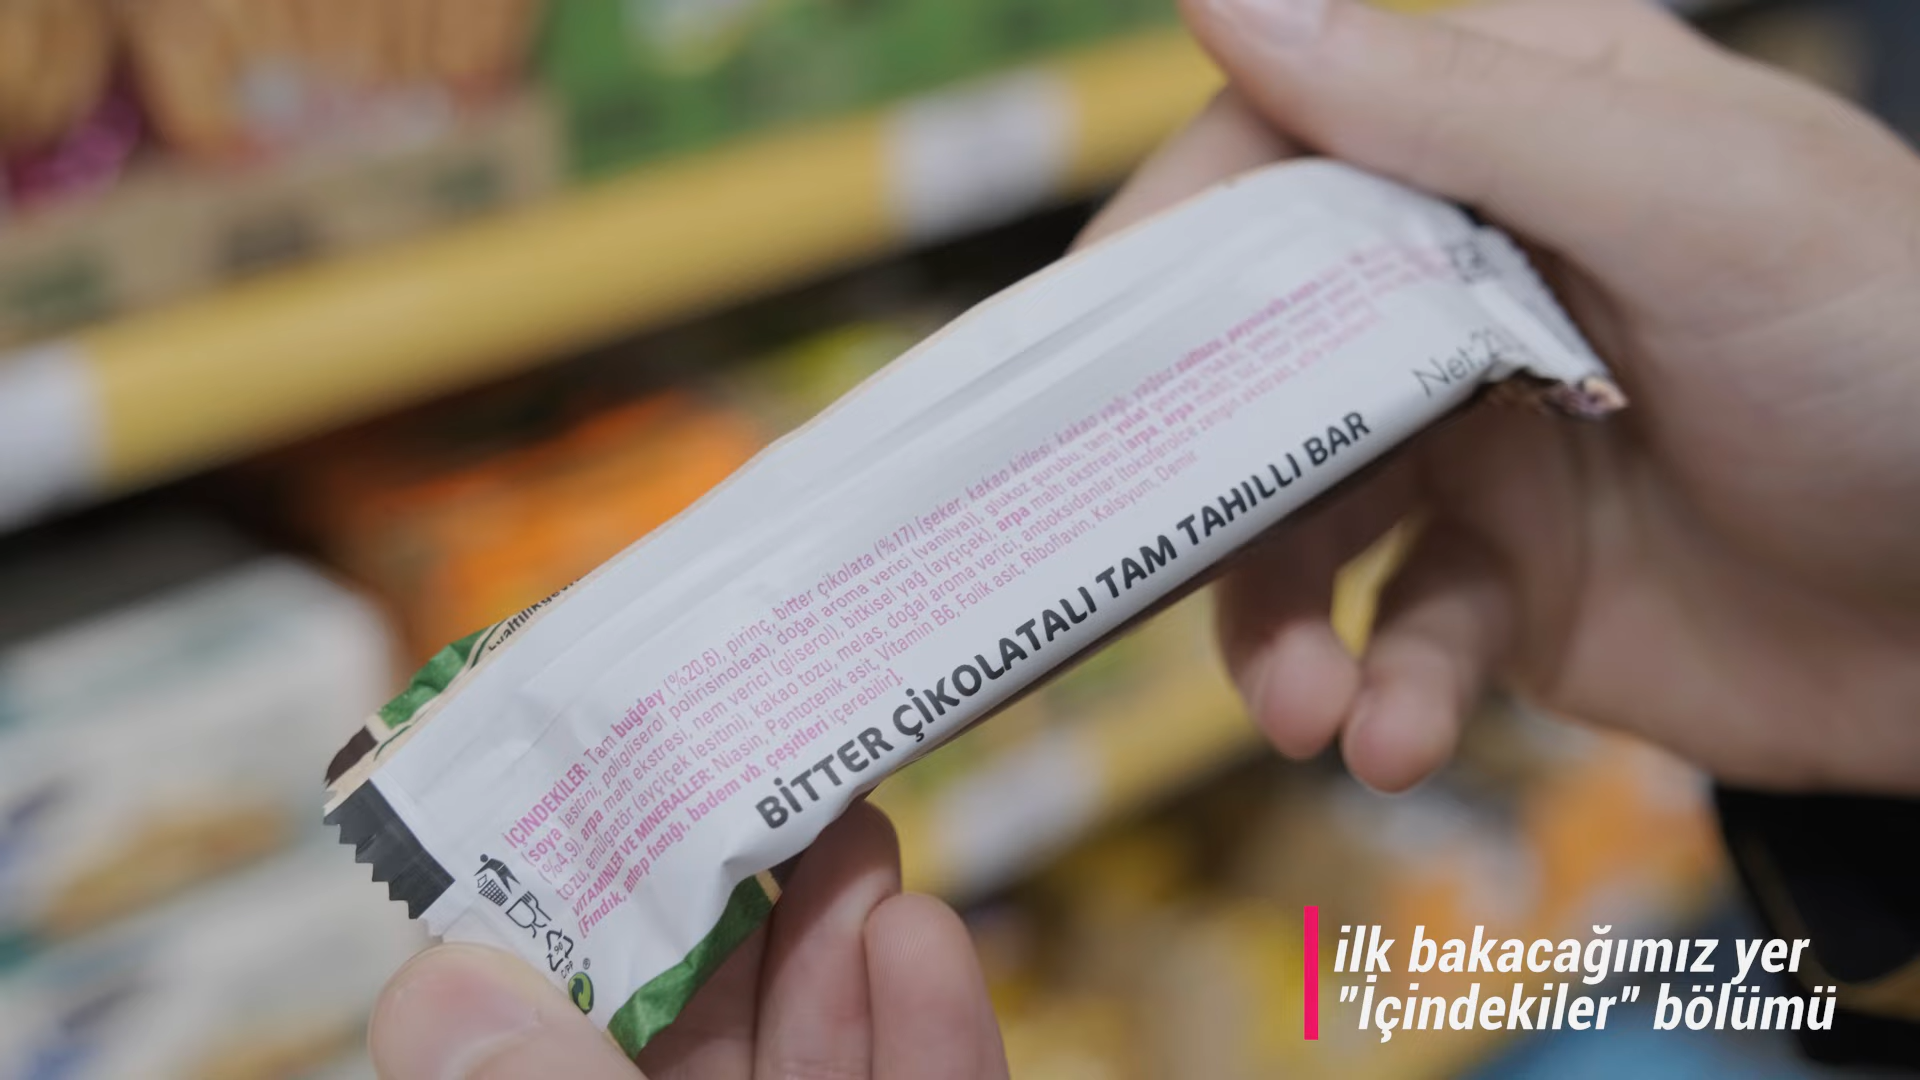 İÇİNDEKİLER: Tam buğday (%20,6), pirinç, bitter çikolata (%17) (şeker, kakao kitlesi, kakao yağı
(soya lesitini, poligliserol polirisinoleat), doğal aroma verici (vanilya)), glukoz şurubu, tam yulaf
(%4,9), arpa maltı ekstresi, nem verici (gliserol), bitkisel yağ (ayçiçek), arpa maltı ekstresi (arpa, arpa
tozu, emülgatör (ayçiçek lesitini), kakao tozu, melas, doğal aroma verici, antioksidanlar
VİTAMİNLER VE MİNERALLER: Niasin, Pantotenik asit, Vitamin B6, Folik asit, Riboflavin, Kalsiyum, Demir
(Fındık, antep fıstığı, badem vb. çeşitleri içerebilir).
BİTTER ÇİKOLATALI TAM TAHILLI BAR
Net:
ilk bakacağımız yer
"İçindekiler" bölümü